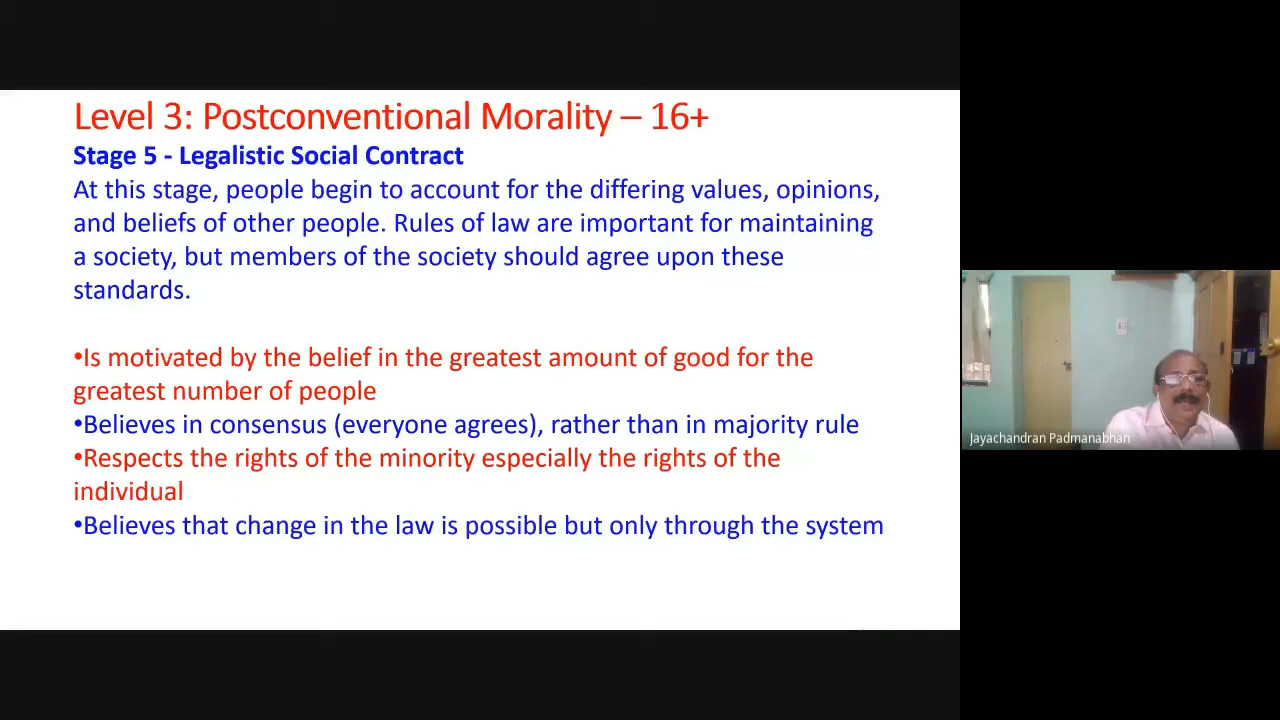 Level 3: Postconventional Morality – 16+
Stage 5 - Legalistic Social Contract
At this stage, people begin to account for the differing values, opinions,
and beliefs of other people. Rules of law are important for maintaining
a society, but members of the society should agree upon these
standards.
•Is motivated by the belief in the greatest amount of good for the
greatest number of people
•Believes in consensus (everyone agrees), rather than in majority rule
•Respects the rights of the minority especially the rights of the
individual
•Believes that change in the law is possible but only through the system
Jayachandran Padmanabhan